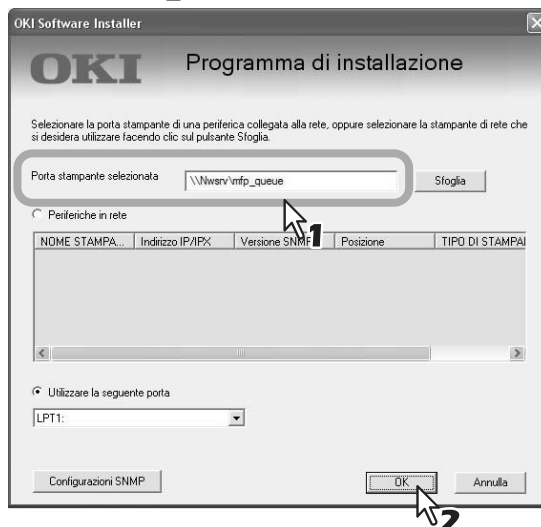 OKI Software Installer
OKI
Programma di installazione
Selezionare la porta stampante di una periferica collegata alla rete, oppure selezionare la stampante di rete che
si desidera utilizzare facendo clic sul pulsante Sfoglia.
Porta stampante selezionata
\\Nwsrv\mfp_queue
Sfoglia
1
Periferiche in rete
NOME STAMPA... Indirizzo IP/IPX Versione SNMP Posizione TIPO DI STAMPA
Utilizzare la seguente porta
LPT1:
Configurazioni SNMP
OK
Annulla
2